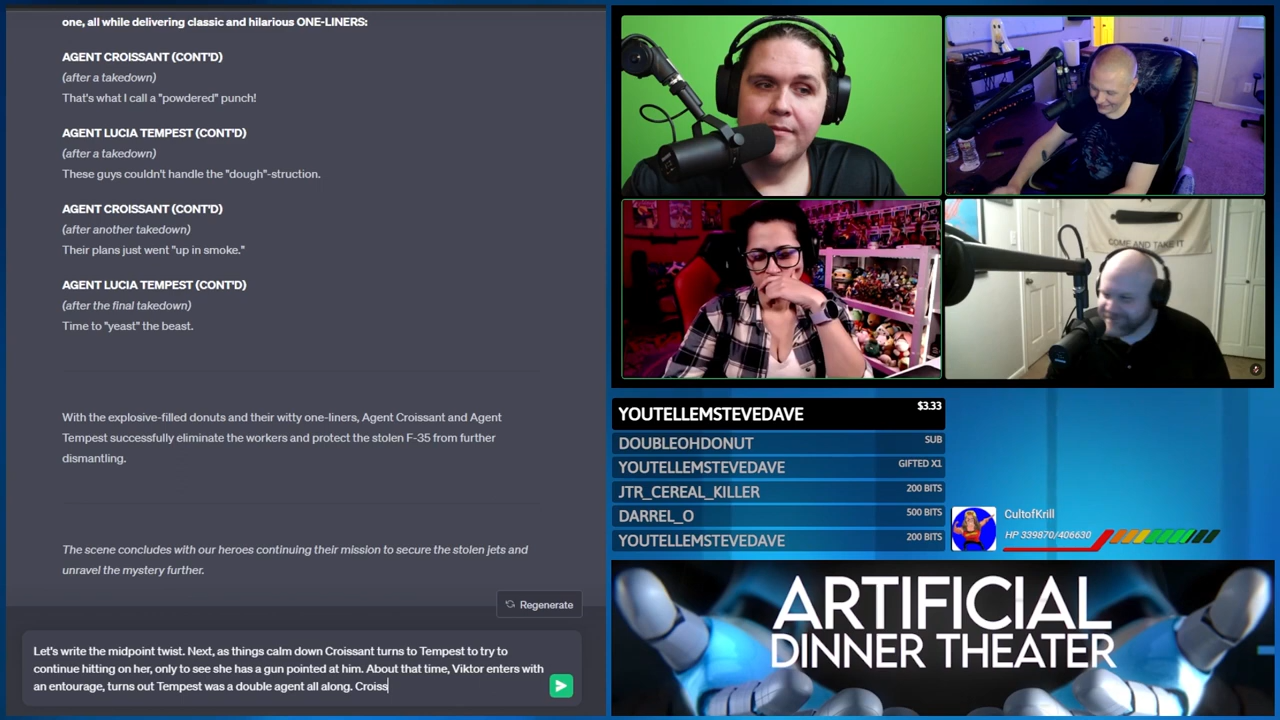 one, all while delivering classic and hilarious ONE-LINERS:
AGENT CROISSANT (CONT'D)
(after a takedown)
That's what I call a "powdered" punch!
AGENT LUCIA TEMPEST (CONT'D)
(after a takedown)
These guys couldn't handle the "dough"-struction.
AGENT CROISSANT (CONT'D)
(after another takedown)
Their plans just went "up in smoke."
AGENT LUCIA TEMPEST (CONT'D)
(after the final takedown)
Time to "yeast" the beast.
With the explosive-filled donuts and their witty one-liners, Agent Croissant and Agent
Tempest successfully eliminate the workers and protect the stolen F-35 from further
dismantling.
The scene concludes with our heroes continuing their mission to secure the stolen jets and
unravel the mystery further.
Regenerate
Let's write the midpoint twist. Next, as things calm down Croissant turns to Tempest to try to
continue hitting on her, only to see she has a gun pointed at him. About that time, Viktor enters with
an entourage, turns out Tempest was a double agent all along. Croiss
COME AND TAKE IT
YOUTELLEMSTEVEDAVE $3.33
DOUBLEOHDONUT SUB
YOUTELLEMSTEVEDAVE GIFTED X1
JTR_CEREAL_KILLER 200 BITS
DARREL_O 500 BITS
YOUTELLEMSTEVEDAVE 200 BITS
CultofKrill
HP 339870/406630
ARTIFICIAL
DINNER THEATER